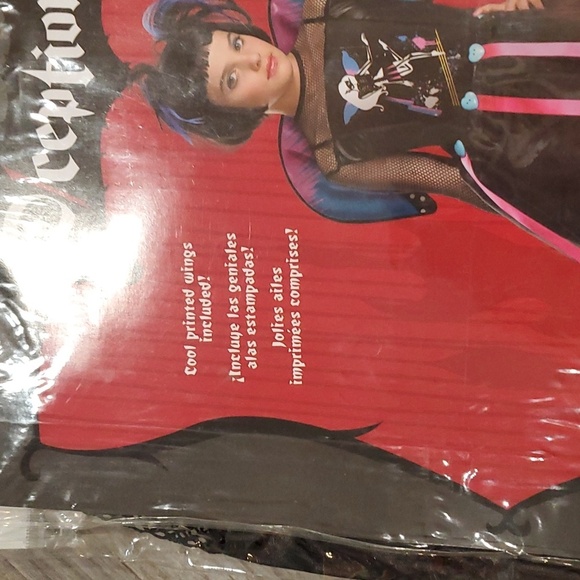 Cool printed wings
included!
¡Incluye las geniales
alas estampadas!
Jolies ailes
imprimées comprises!